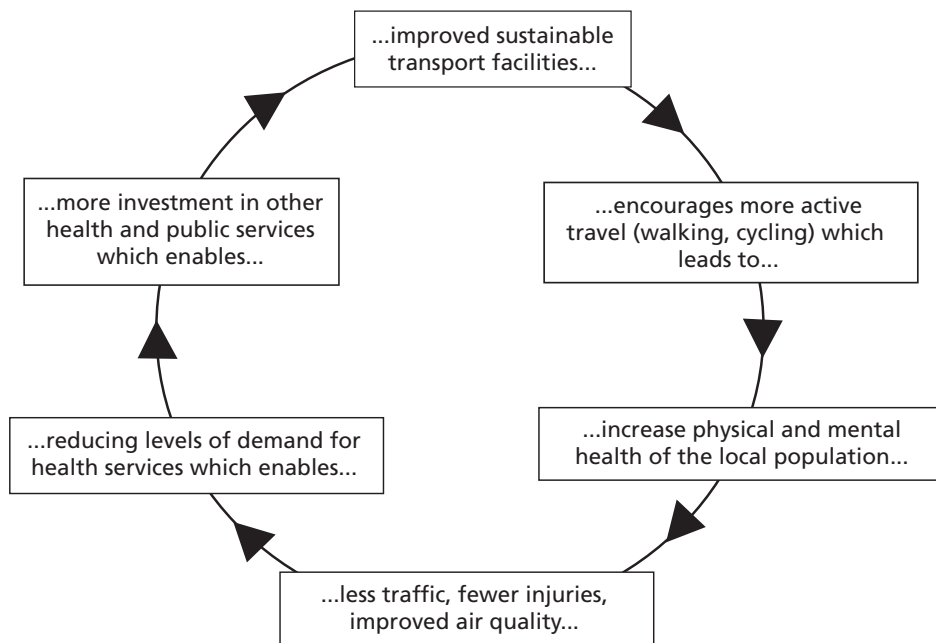 ...improved sustainable
transport facilities...
...encourages more active
travel (walking, cycling) which
leads to...
...increase physical and mental
health of the local population...
...less traffic, fewer injuries,
improved air quality...
...reducing levels of demand for
health services which enables...
...more investment in other
health and public services
which enables...